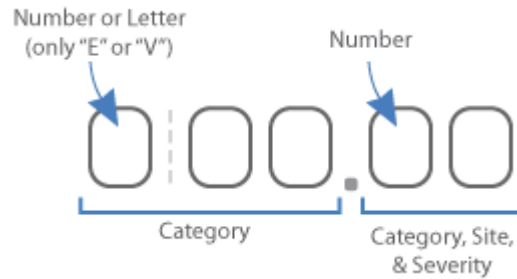 Number or Letter
(only “E” or “V”)
Number
Category
Category, Site,
& Severity